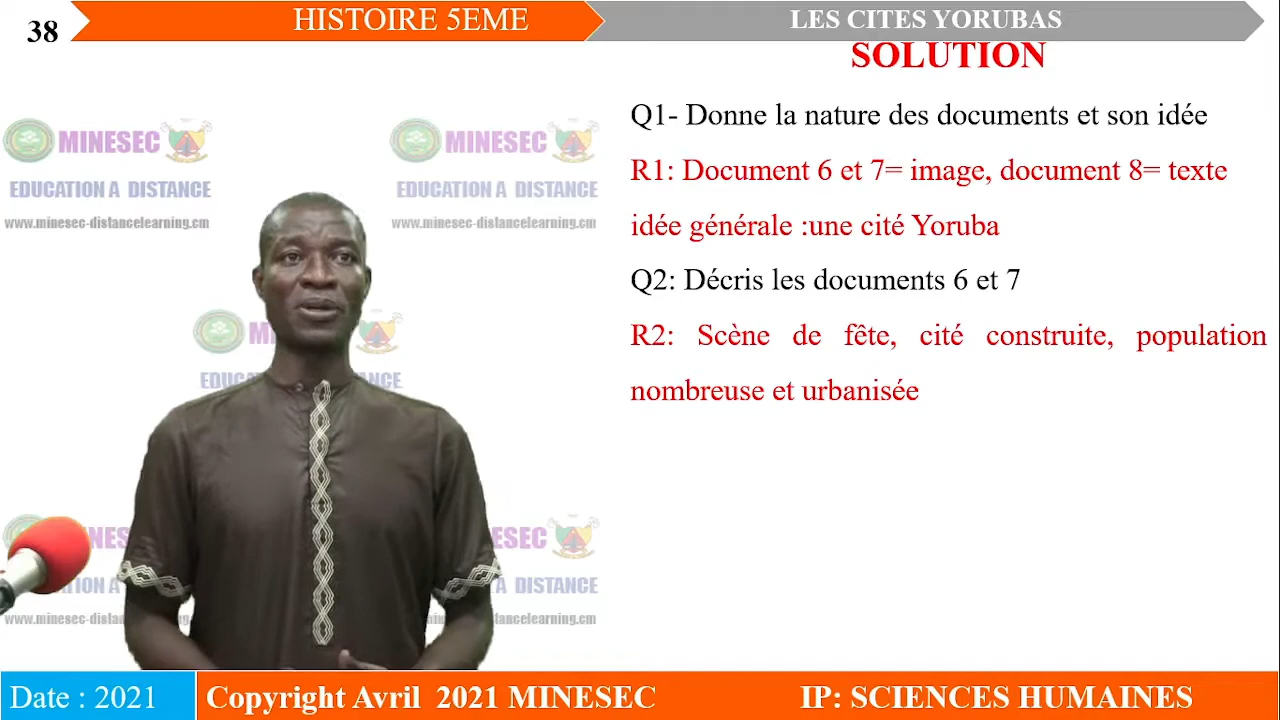 38
HISTOIRE 5EME
LES CITES YORUBAS
SOLUTION
Q1- Donne la nature des documents et son idée
R1: Document 6 et 7= image, document 8= texte
idée générale :une cité Yoruba
Q2: Décris les documents 6 et 7
R2: Scène de fête, cité construite, population
nombreuse et urbanisée
MINESEC
EDUCATION A DISTANCE
www.minesec-distancelearning.cm
MINESEC
EDUCATION A DISTANCE
www.minesec-distancelearning.cm
Date : 2021
Copyright Avril 2021 MINESEC
IP: SCIENCES HUMAINES